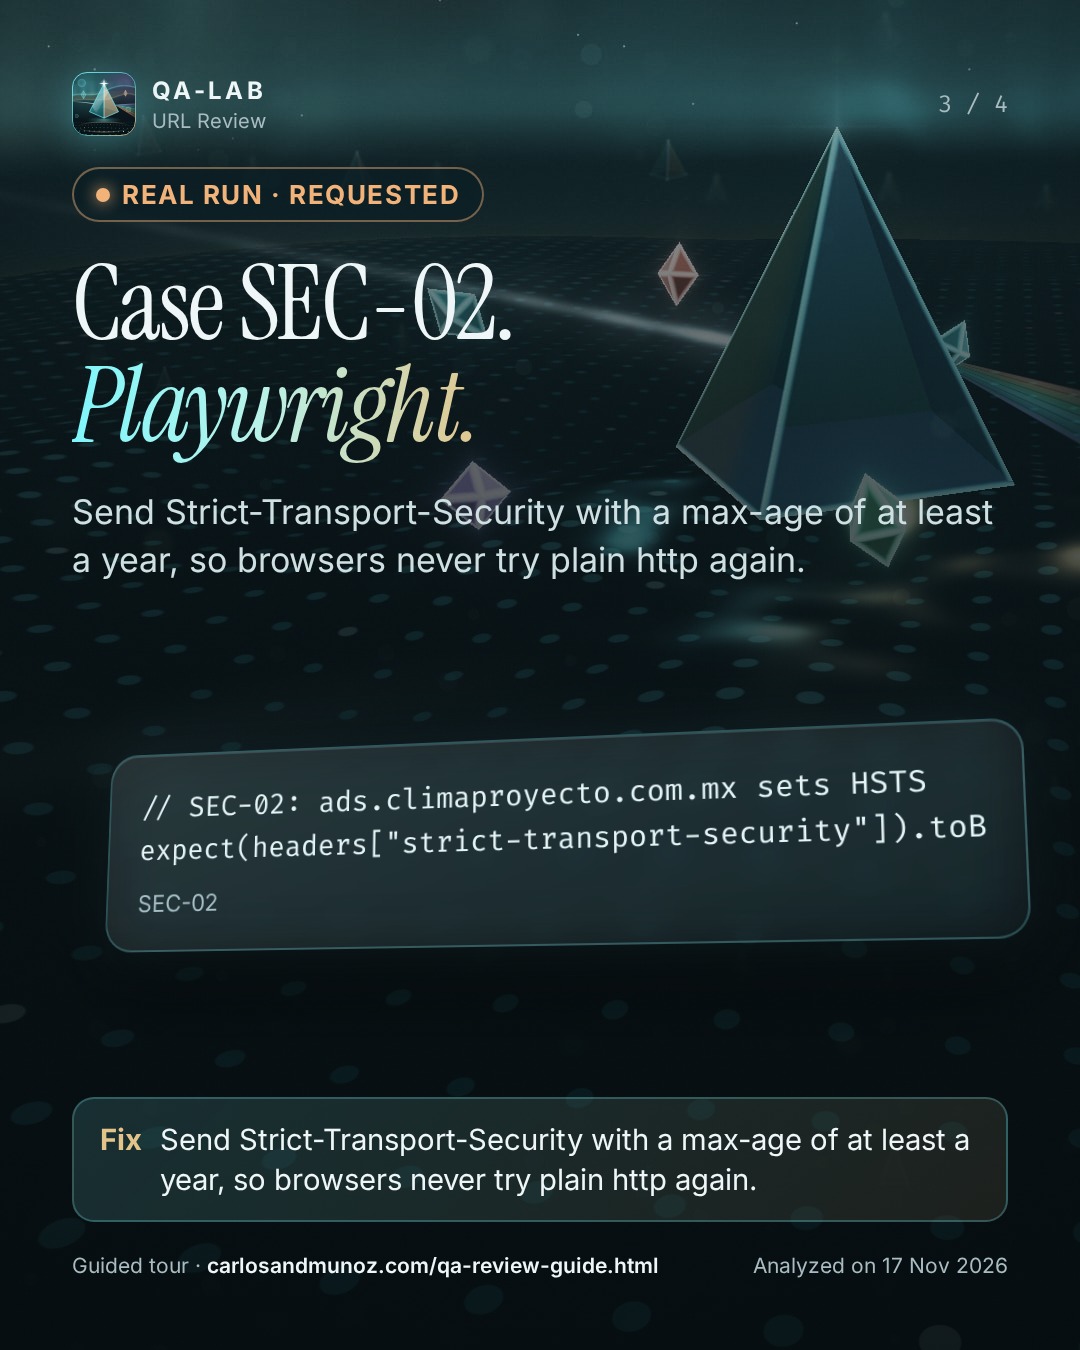 QA-LAB
URL Review
3 / 4
REAL RUN · REQUESTED
Case SEC-02.
Playwright.
Send Strict-Transport-Security with a max-age of at least
a year, so browsers never try plain http again.
// SEC-02: ads.climaproyecto.com.mx sets HSTS
expect(headers["strict-transport-security"]).toB
SEC-02
Fix Send Strict-Transport-Security with a max-age of at least a
year, so browsers never try plain http again.
Guided tour · carlosandmunoz.com/qa-review-guide.html
Analyzed on 17 Nov 2026